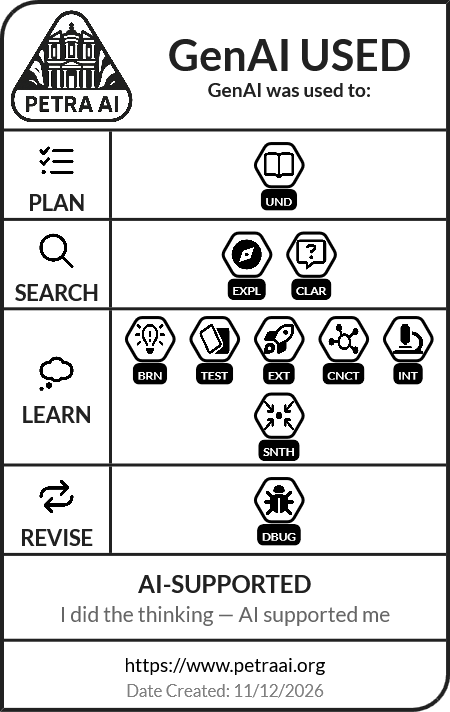 PETRA AI
GenAI USED
GenAI was used to:
PLAN
UND
SEARCH
EXPL CLAR
LEARN
BRN TEST EXT CNCT INT
SNTH
REVISE
DBUG
AI-SUPPORTED
I did the thinking — AI supported me
https://www.petraai.org
Date Created: 11/12/2026